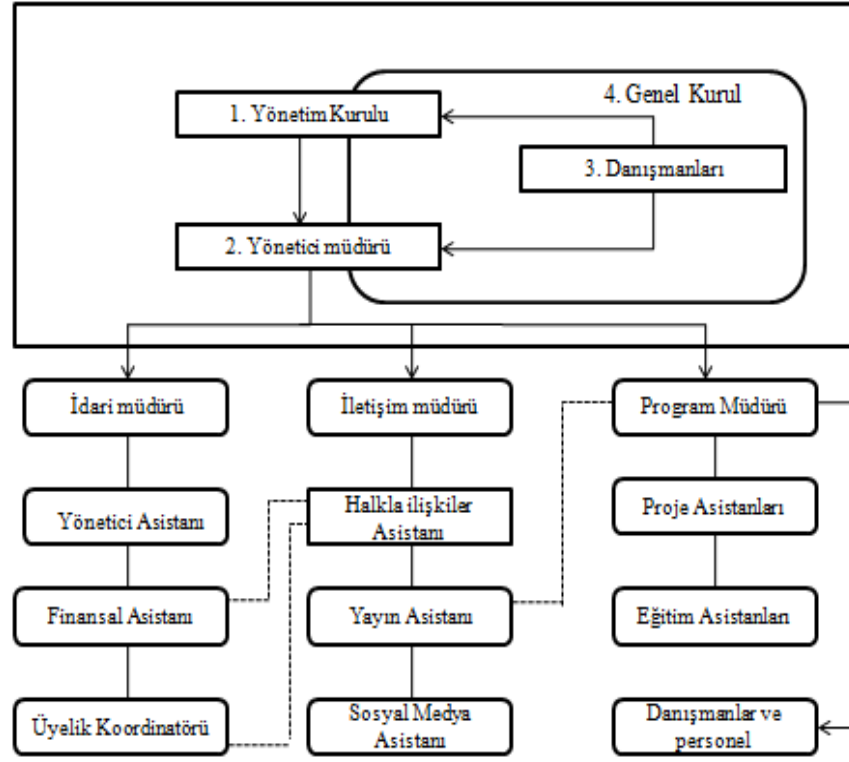 4. Genel Kurul
1. Yönetim Kurulu
3. Danışmanları
2. Yönetici müdürü
İdari müdürü
İletişim müdürü
Program Müdürü
Yönetici Asistanı
Halkla ilişkiler
Asistanı
Proje Asistanları
Finansal Asistanı
Yayın Asistanı
Eğitim Asistanları
Üyelik Koordinatörü
Sosyal Medya
Asistanı
Danışmanlar ve
personel